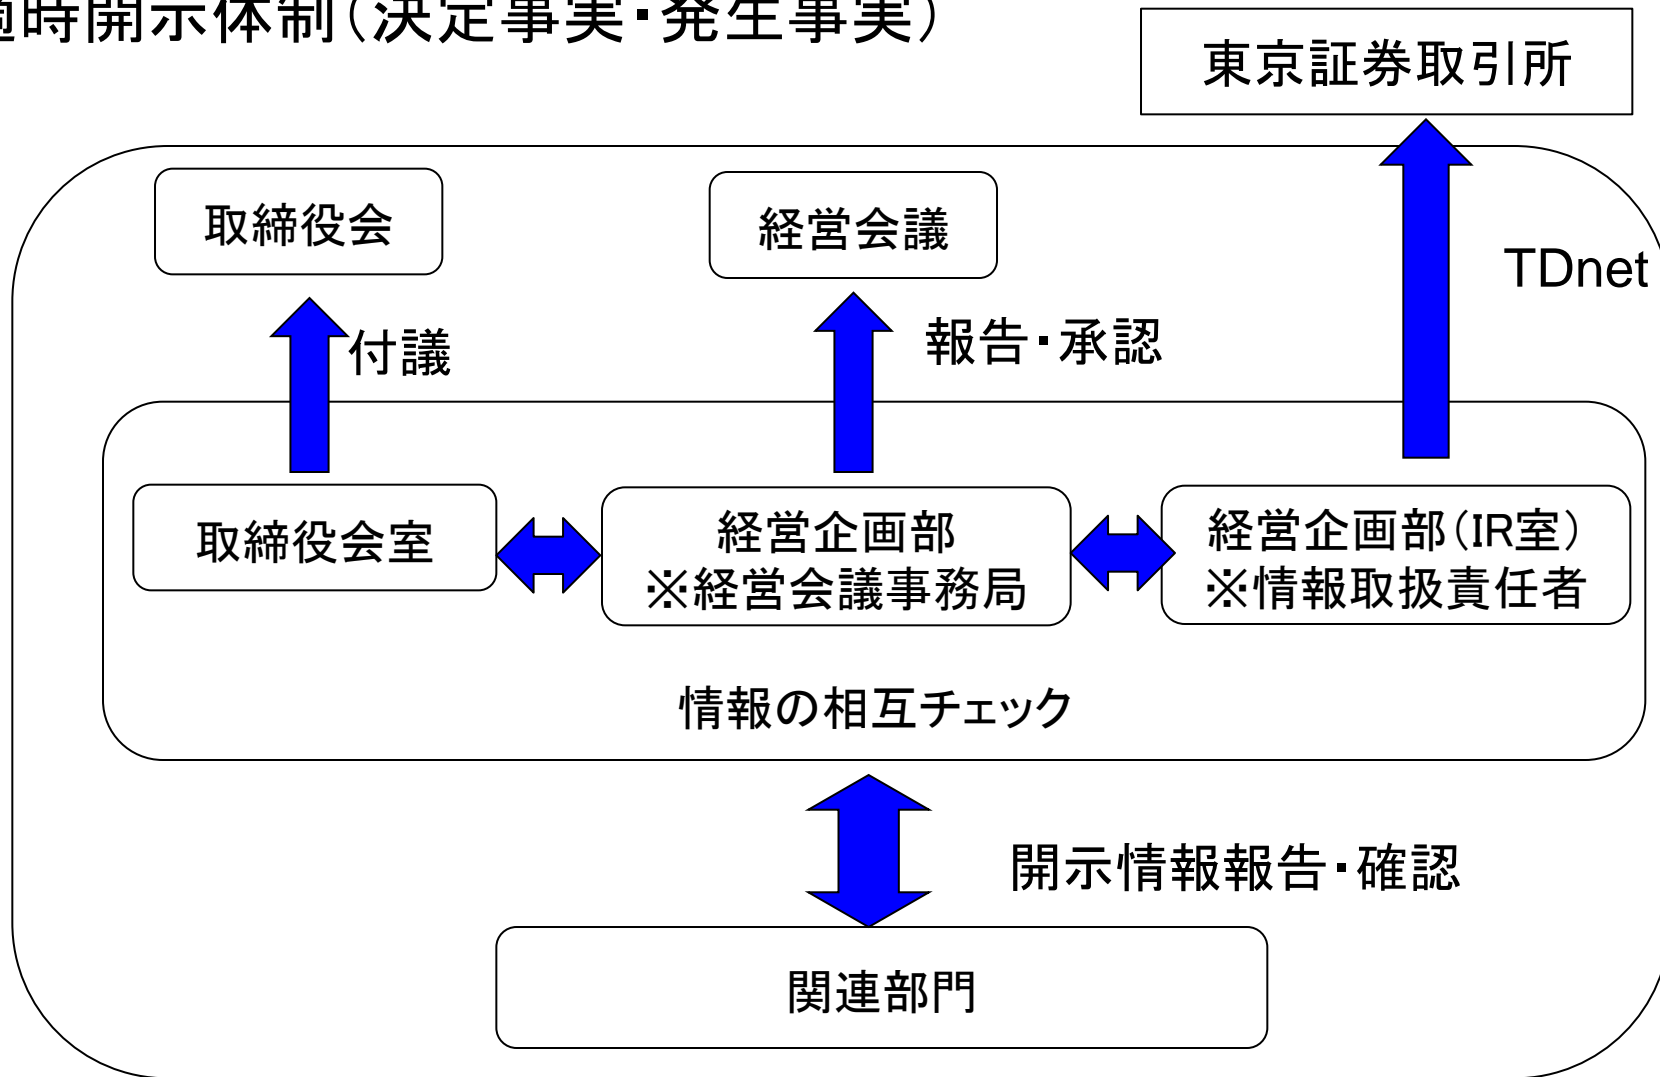 適時開示体制（決定事実・発生事実）
東京証券取引所
取締役会
経営会議
TDnet
付議
報告・承認
取締役会室
経営企画部
※経営会議事務局
経営企画部（IR室）
※情報取扱責任者
情報の相互チェック
開示情報報告・確認
関連部門